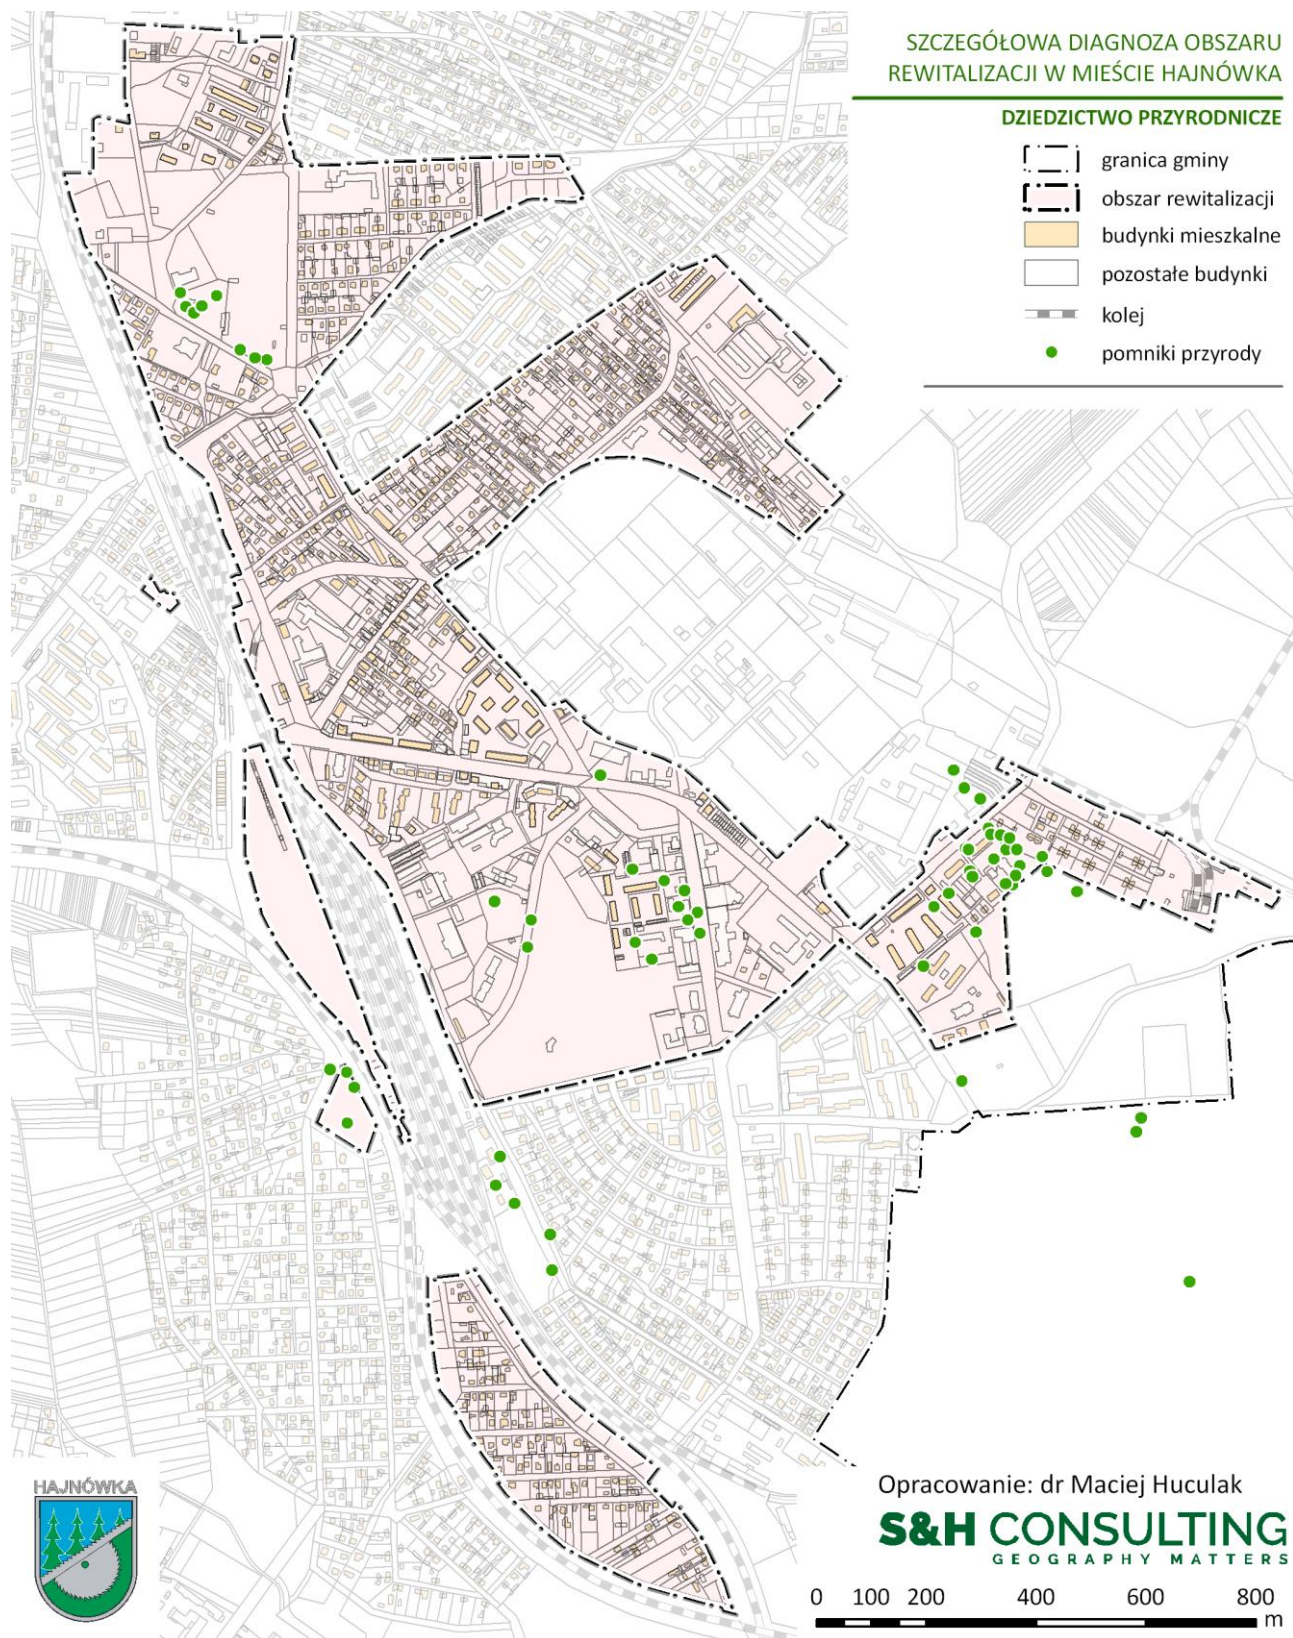 SZCZEGÓŁOWA DIAGNOZA OBSZARU
REWITALIZACJI W MIEŚCIE HAJNÓWKA
DZIEDZICTWO PRZYRODNICZE
granica gminy
obszar rewitalizacji
budynki mieszkalne
pozostałe budynki
kolej
pomniki przyrody
HAJNÓWKA
Opracowanie: dr Maciej Huculak
S&H CONSULTING
GEOGRAPHY MATTERS
0 100 200 400 600 800
m